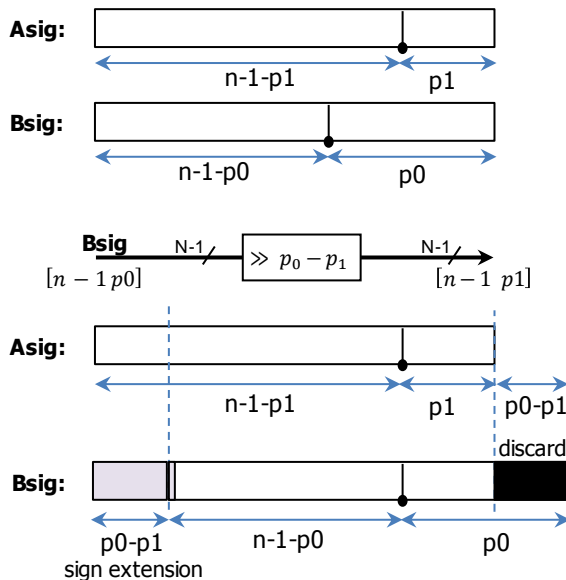 Asig:
n-1-p1 p1
Bsig:
n-1-p0 p0
Bsig N-1 ≫ p₀ − p₁ N-1
[n − 1 p0] [n − 1 p1]
Asig:
n-1-p1 p1 p0-p1
discard
Bsig:
p0-p1 n-1-p0 p0
sign extension